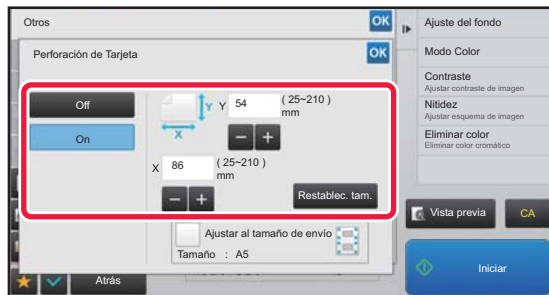 Otros
OK
Perforación de Tarjeta
OK
Off
On
Y
X
Y 54 ( 25~210 )
mm
X 86 ( 25~210 )
mm
Restablec. tam.
Ajustar al tamaño de envío
Tamaño : A5
Atrás
Ajuste del fondo
Modo Color
Contraste
Ajustar contraste de imagen
Nitidez
Ajustar esquema de imagen
Eliminar color
Eliminar color cromático
Vista previa
CA
Iniciar